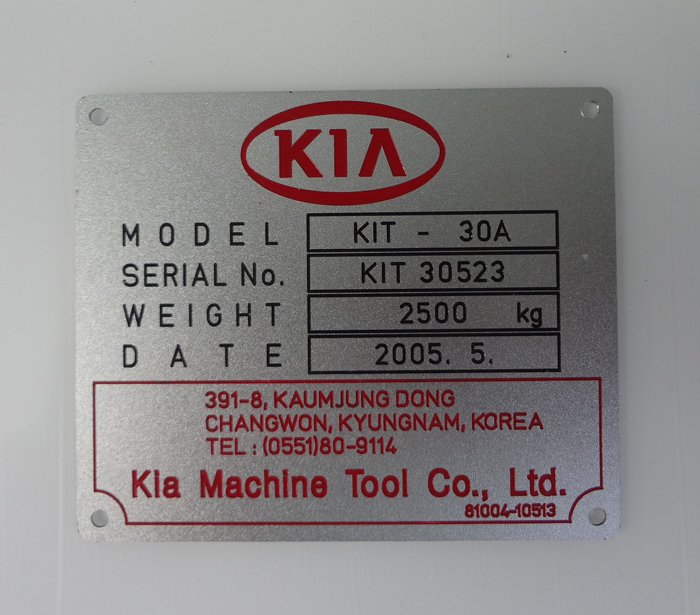 KIA
MODEL KIT - 30A
SERIAL No. KIT 30523
WEIGHT 2500 kg
DATE 2005. 5.
391-8, KAUMJUNG DONG
CHANGWON, KYUNGNAM, KOREA
TEL : (0551)80-9114
Kia Machine Tool Co., Ltd.
81004-10513